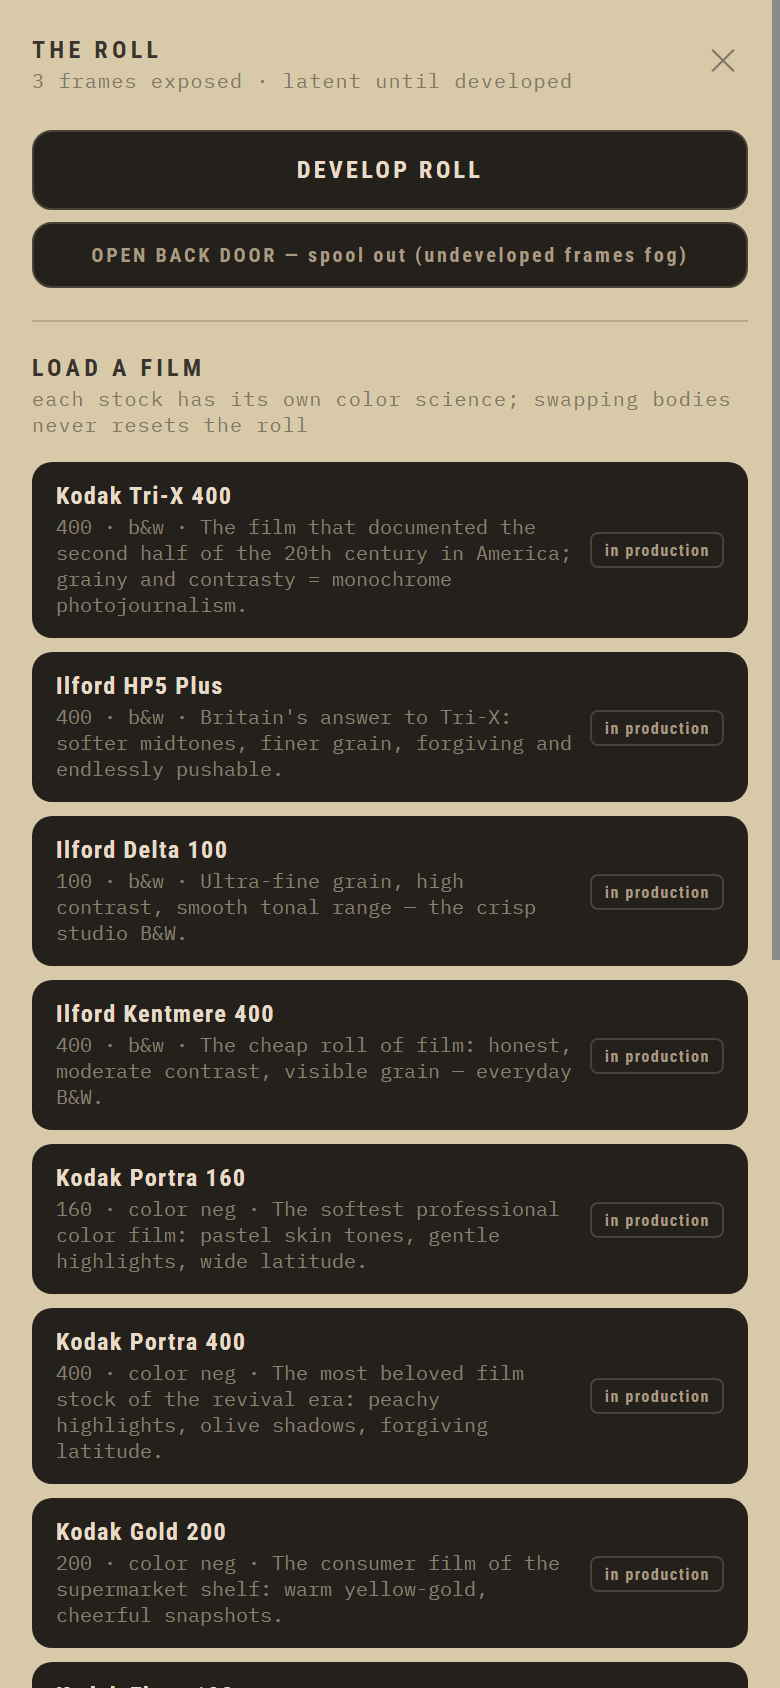 THE ROLL
3 frames exposed · latent until developed
DEVELOP ROLL
OPEN BACK DOOR — spool out (undeveloped frames fog)
LOAD A FILM
each stock has its own color science; swapping bodies
never resets the roll
Kodak Tri-X 400
400 · b&w · The film that documented the
second half of the 20th century in America;
grainy and contrasty = monochrome
photojournalism.
in production
Ilford HP5 Plus
400 · b&w · Britain's answer to Tri-X:
softer midtones, finer grain, forgiving and
endlessly pushable.
in production
Ilford Delta 100
100 · b&w · Ultra-fine grain, high
contrast, smooth tonal range — the crisp
studio B&W.
in production
Ilford Kentmere 400
400 · b&w · The cheap roll of film: honest,
moderate contrast, visible grain — everyday
B&W.
in production
Kodak Portra 160
160 · color neg · The softest professional
color film: pastel skin tones, gentle
highlights, wide latitude.
in production
Kodak Portra 400
400 · color neg · The most beloved film
stock of the revival era: peachy
highlights, olive shadows, forgiving
latitude.
in production
Kodak Gold 200
200 · color neg · The consumer film of the
supermarket shelf: warm yellow-gold,
cheerful snapshots.
in production